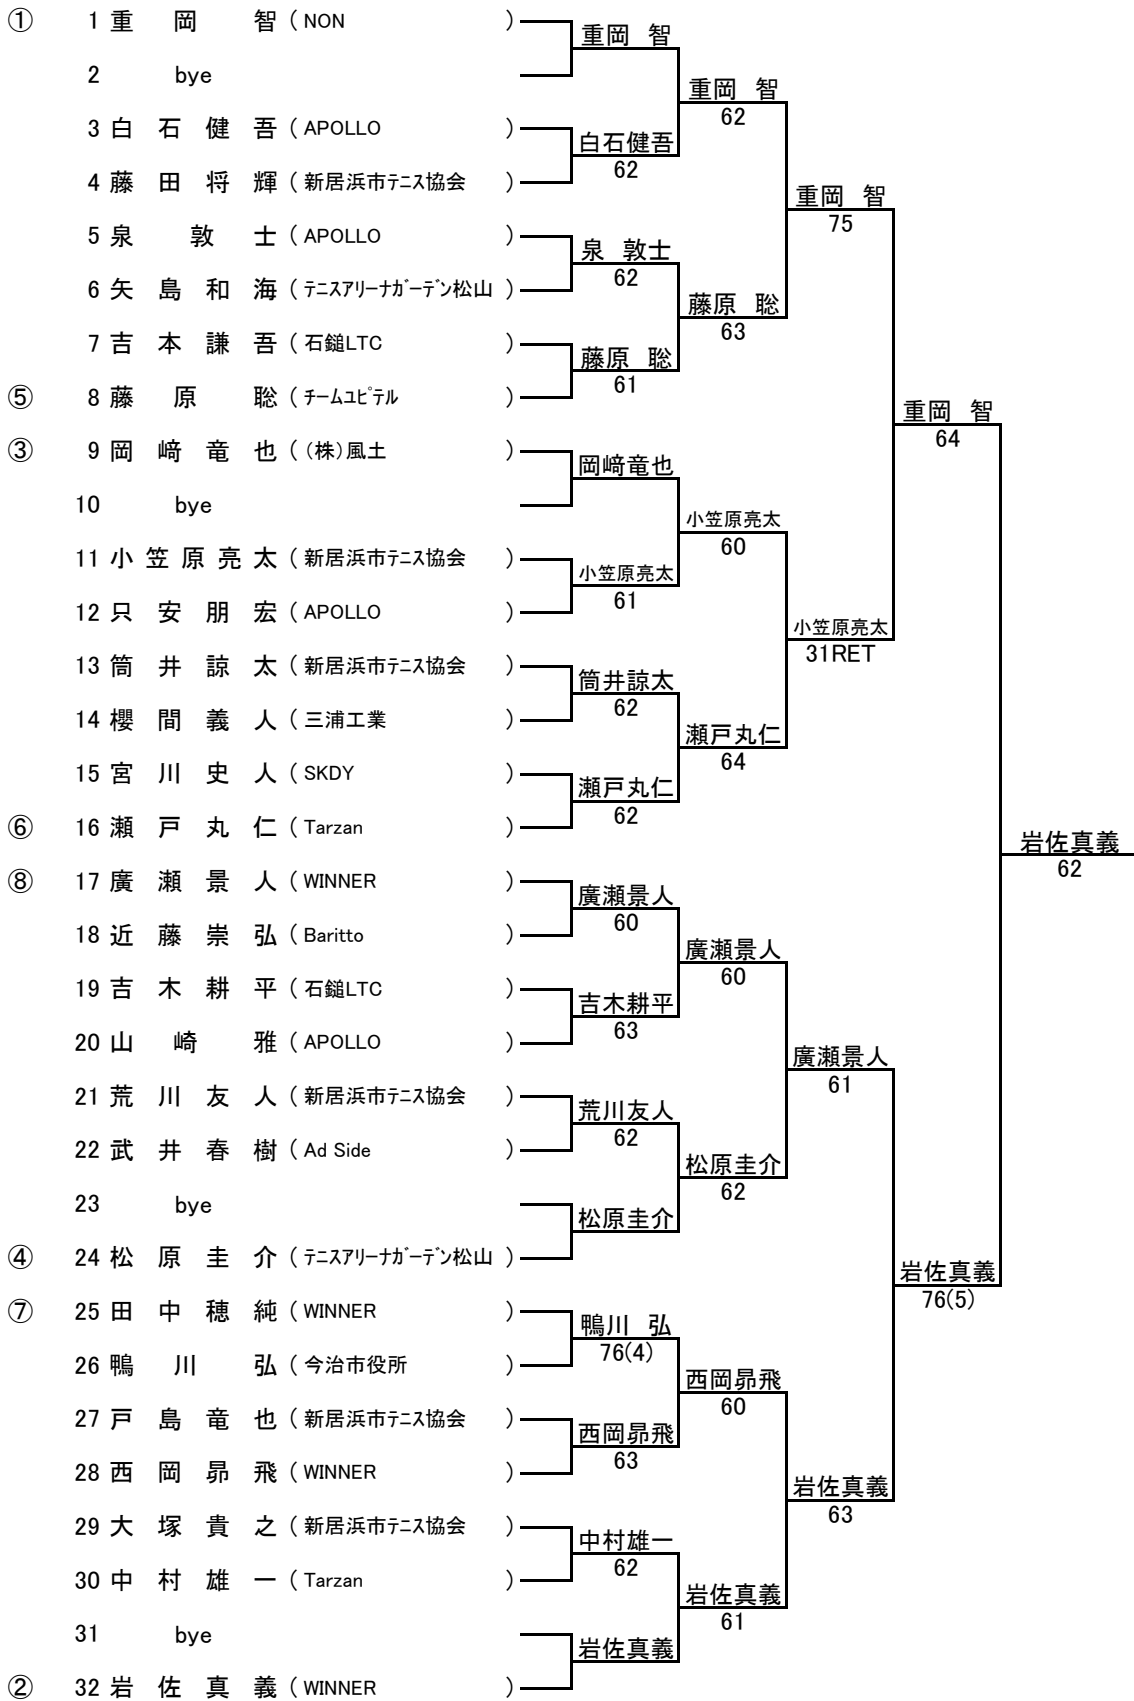 ① 1 重岡智 ( NON )
重岡 智
2 bye
重岡 智
62
3 白石健吾 ( APOLLO )
白石健吾
62
4 藤田将輝 ( 新居浜市テニス協会 )
重岡 智
75
5 泉敦士 ( APOLLO )
泉 敦士
62
6 矢島和海 ( テニスアリーナガーデン松山 )
藤原 聡
63
7 吉本謙吾 ( 石鎚LTC )
藤原 聡
61
⑤ 8 藤原聡 ( チームユピテル )
重岡 智
64
③ 9 岡﨑竜也 ( (株)風土 )
岡﨑竜也
10 bye
小笠原亮太
60
11 小笠原亮太 ( 新居浜市テニス協会 )
小笠原亮太
61
12 只安朋宏 ( APOLLO )
小笠原亮太
31RET
13 筒井諒太 ( 新居浜市テニス協会 )
筒井諒太
62
14 櫻間義人 ( 三浦工業 )
瀬戸丸仁
64
15 宮川史人 ( SKDY )
瀬戸丸仁
62
⑥ 16 瀬戸丸仁 ( Tarzan )
岩佐真義
62
⑧ 17 廣瀬景人 ( WINNER )
廣瀬景人
60
18 近藤崇弘 ( Baritto )
廣瀬景人
60
19 吉木耕平 ( 石鎚LTC )
吉木耕平
63
20 山崎雅 ( APOLLO )
廣瀬景人
61
21 荒川友人 ( 新居浜市テニス協会 )
荒川友人
62
22 武井春樹 ( Ad Side )
松原圭介
62
23 bye
松原圭介
④ 24 松原圭介 ( テニスアリーナガーデン松山 )
岩佐真義
76(5)
⑦ 25 田中穂純 ( WINNER )
鴨川 弘
76(4)
26 鴨川弘 ( 今治市役所 )
西岡昴飛
60
27 戸島竜也 ( 新居浜市テニス協会 )
西岡昴飛
63
28 西岡昴飛 ( WINNER )
岩佐真義
63
29 大塚貴之 ( 新居浜市テニス協会 )
中村雄一
62
30 中村雄一 ( Tarzan )
岩佐真義
61
31 bye
岩佐真義
② 32 岩佐真義 ( WINNER )